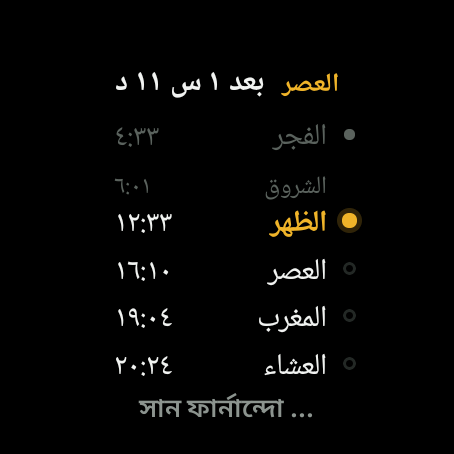 العصر بعد ١ س ١١ د
الفجر ٤:٣٣
الشروق ٦:٠١
الظهر ١٢:٣٣
العصر ١٦:١٠
المغرب ١٩:٠٤
العشاء ٢٠:٢٤
সান ফার্নান্দো ...